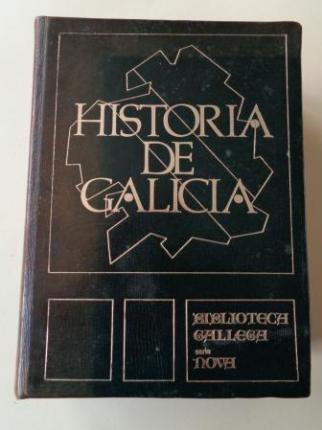 HISTORIA
DE
GALICIA
BIBLIOTECA
GALLEGA
serie
NOVA